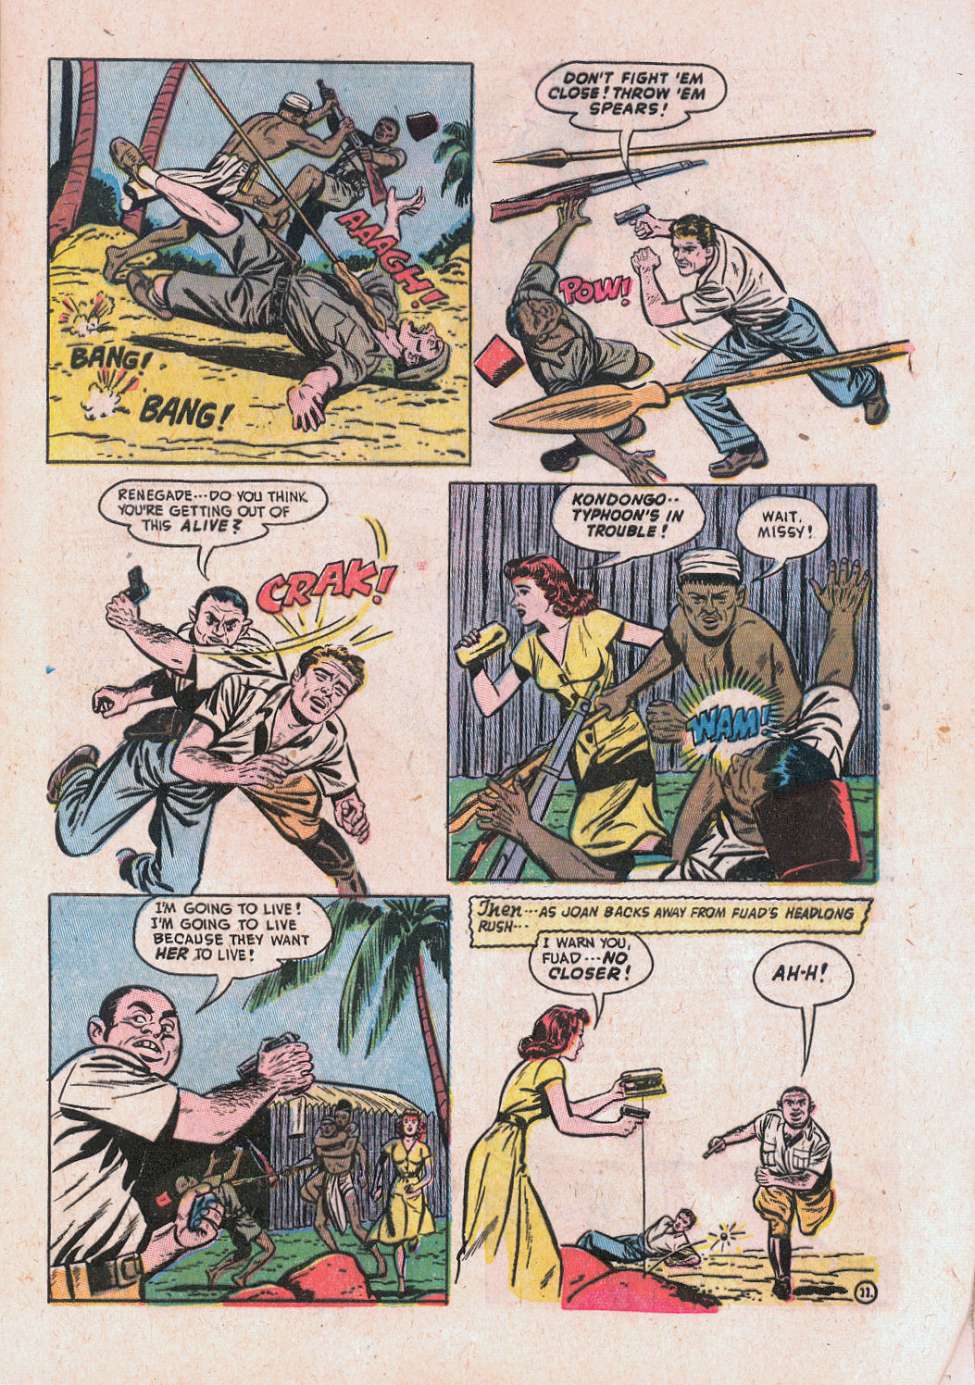 AAAGH!
BANG!
BANG!
DON'T FIGHT 'EM
CLOSE! THROW 'EM
SPEARS!
POW!
RENEGADE---DO YOU THINK
YOU'RE GETTING OUT OF
THIS ALIVE?
CRAK!
KONDONGO--
TYPHOON'S IN
TROUBLE!
WAIT,
MISSY!
WAM!
I'M GOING TO LIVE!
I'M GOING TO LIVE
BECAUSE THEY WANT
HER TO LIVE!
Then---AS JOAN BACKS AWAY FROM FUAD'S HEADLONG
RUSH---
I WARN YOU,
FUAD---NO
CLOSER!
AH-H!
11.